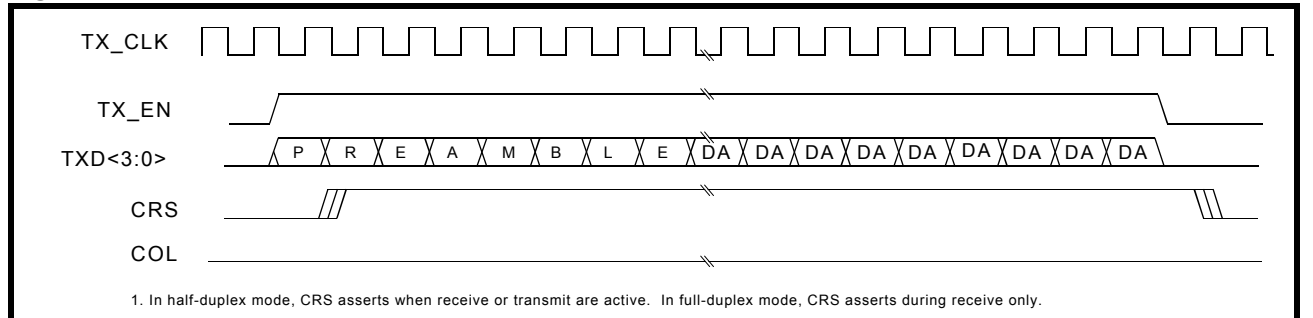 TX_CLK
TX_EN
TXD<3:0> P R E A M B L E DA DA DA DA DA DA DA DA DA
CRS
COL
1. In half-duplex mode, CRS asserts when receive or transmit are active. In full-duplex mode, CRS asserts during receive only.